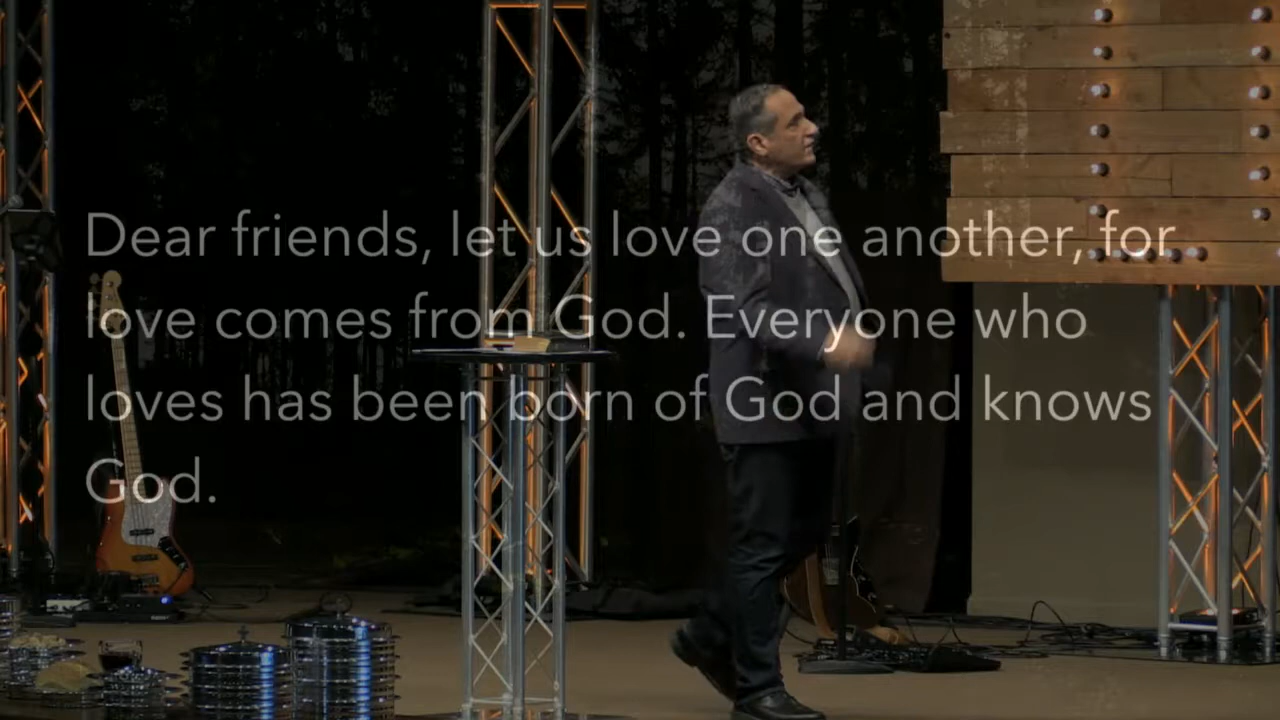 Dear friends, let us love one another, for
love comes from God. Everyone who
loves has been born of God and knows
God.